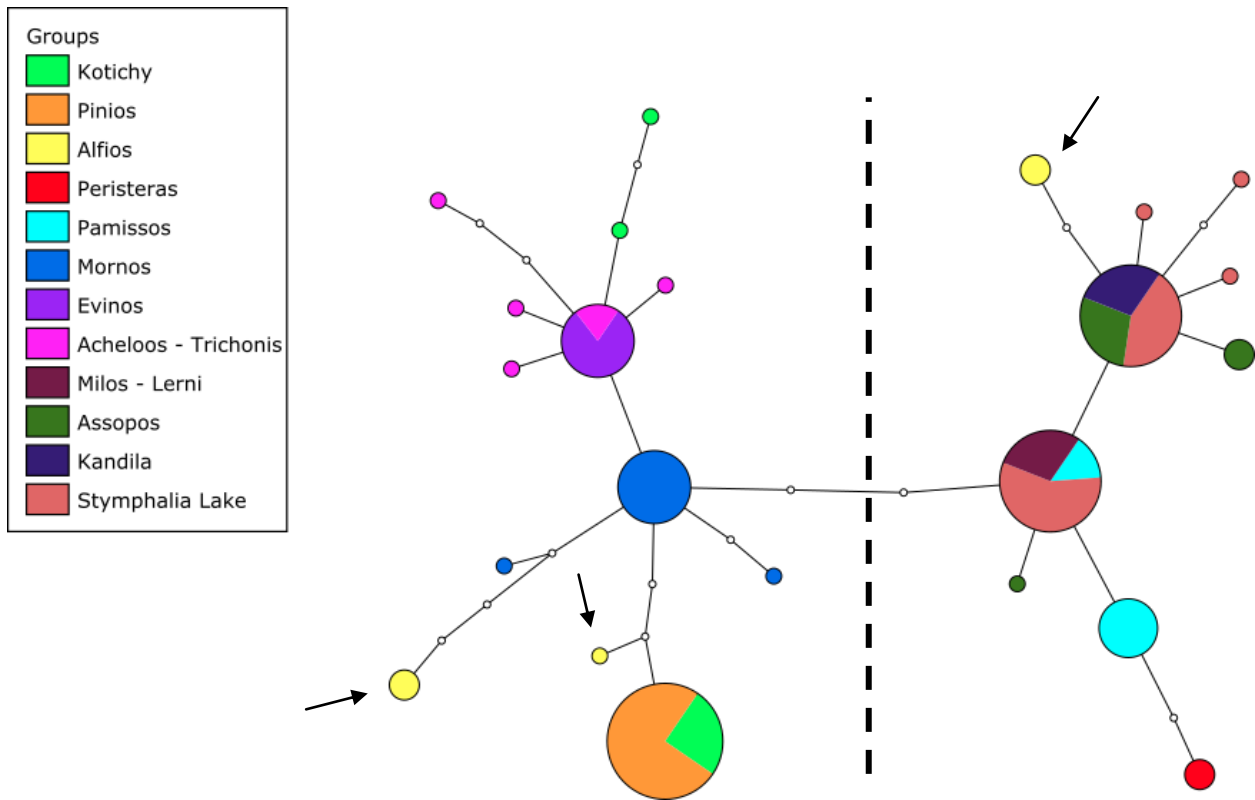 Groups
Kotichy
Pinios
Alfios
Peristeras
Pamissos
Mornos
Evinos
Acheloos - Trichonis
Milos - Lerni
Assopos
Kandila
Stymphalia Lake